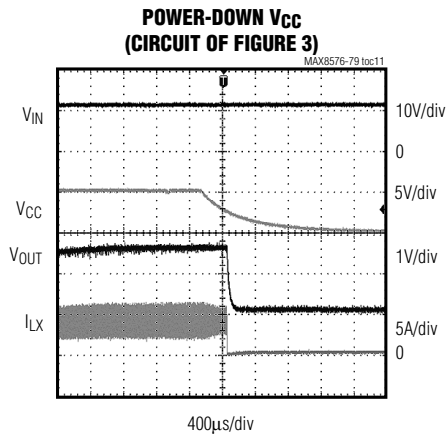 POWER-DOWN VCC
(CIRCUIT OF FIGURE 3)
MAX8576-79 toc11
T
VIN
10V/div
0
VCC
5V/div
VOUT
1V/div
ILX
5A/div
0
400μs/div